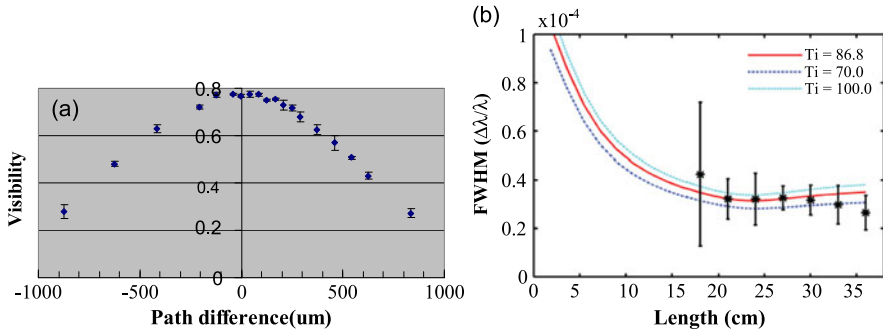 (a)
Visibility
0.8
0.6
0.4
0.2
0
-1000
-500
0
500
1000
Path difference(um)
(b)
x10⁻⁴
FWHM (Δλ/λ)
1
0.8
0.6
0.4
0.2
0
0
5
10
15
20
25
30
35
Length (cm)
Ti = 86.8
Ti = 70.0
Ti = 100.0